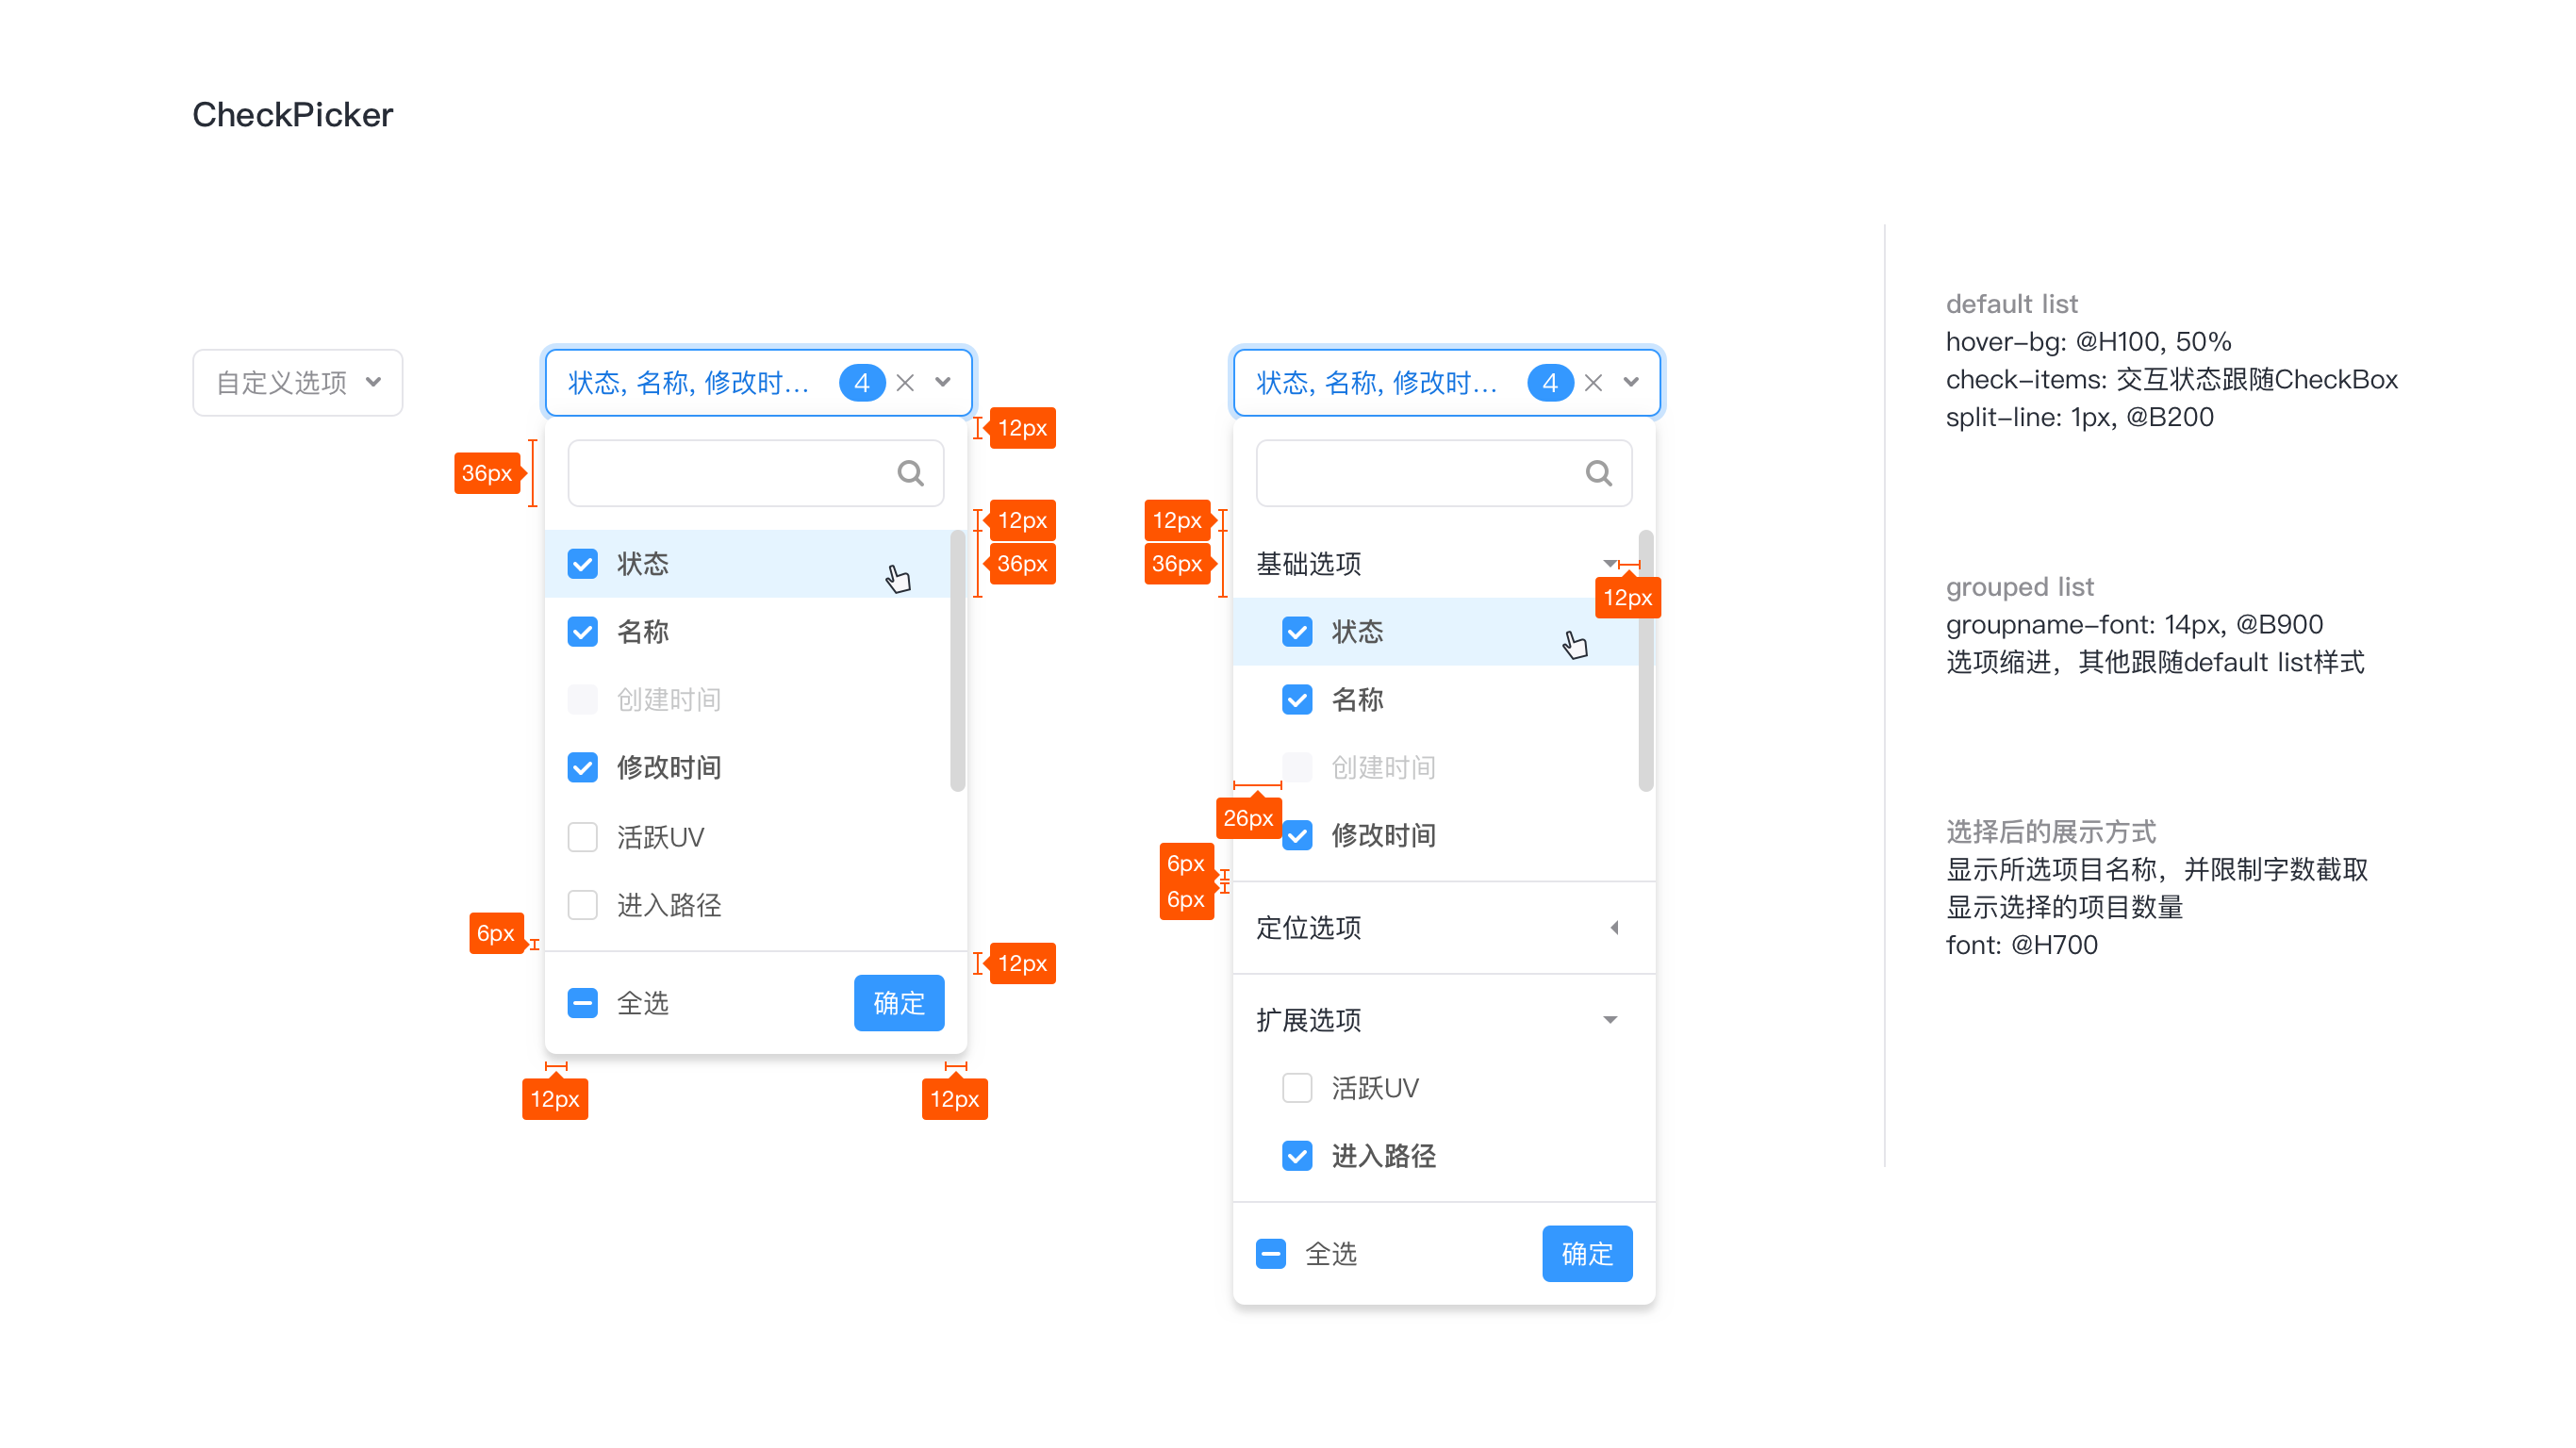 CheckPicker
自定义选项
状态, 名称, 修改时... 4
12px
36px
12px
36px
状态
名称
创建时间
修改时间
活跃UV
进入路径
6px
12px
全选 确定
12px 12px
状态, 名称, 修改时... 4
12px
36px
基础选项
12px
状态
名称
创建时间
26px
修改时间
6px
6px
定位选项
扩展选项
活跃UV
进入路径
全选 确定
default list
hover-bg: @H100, 50%
check-items: 交互状态跟随CheckBox
split-line: 1px, @B200
grouped list
groupname-font: 14px, @B900
选项缩进，其他跟随default list样式
选择后的展示方式
显示所选项目名称，并限制字数截取
显示选择的项目数量
font: @H700